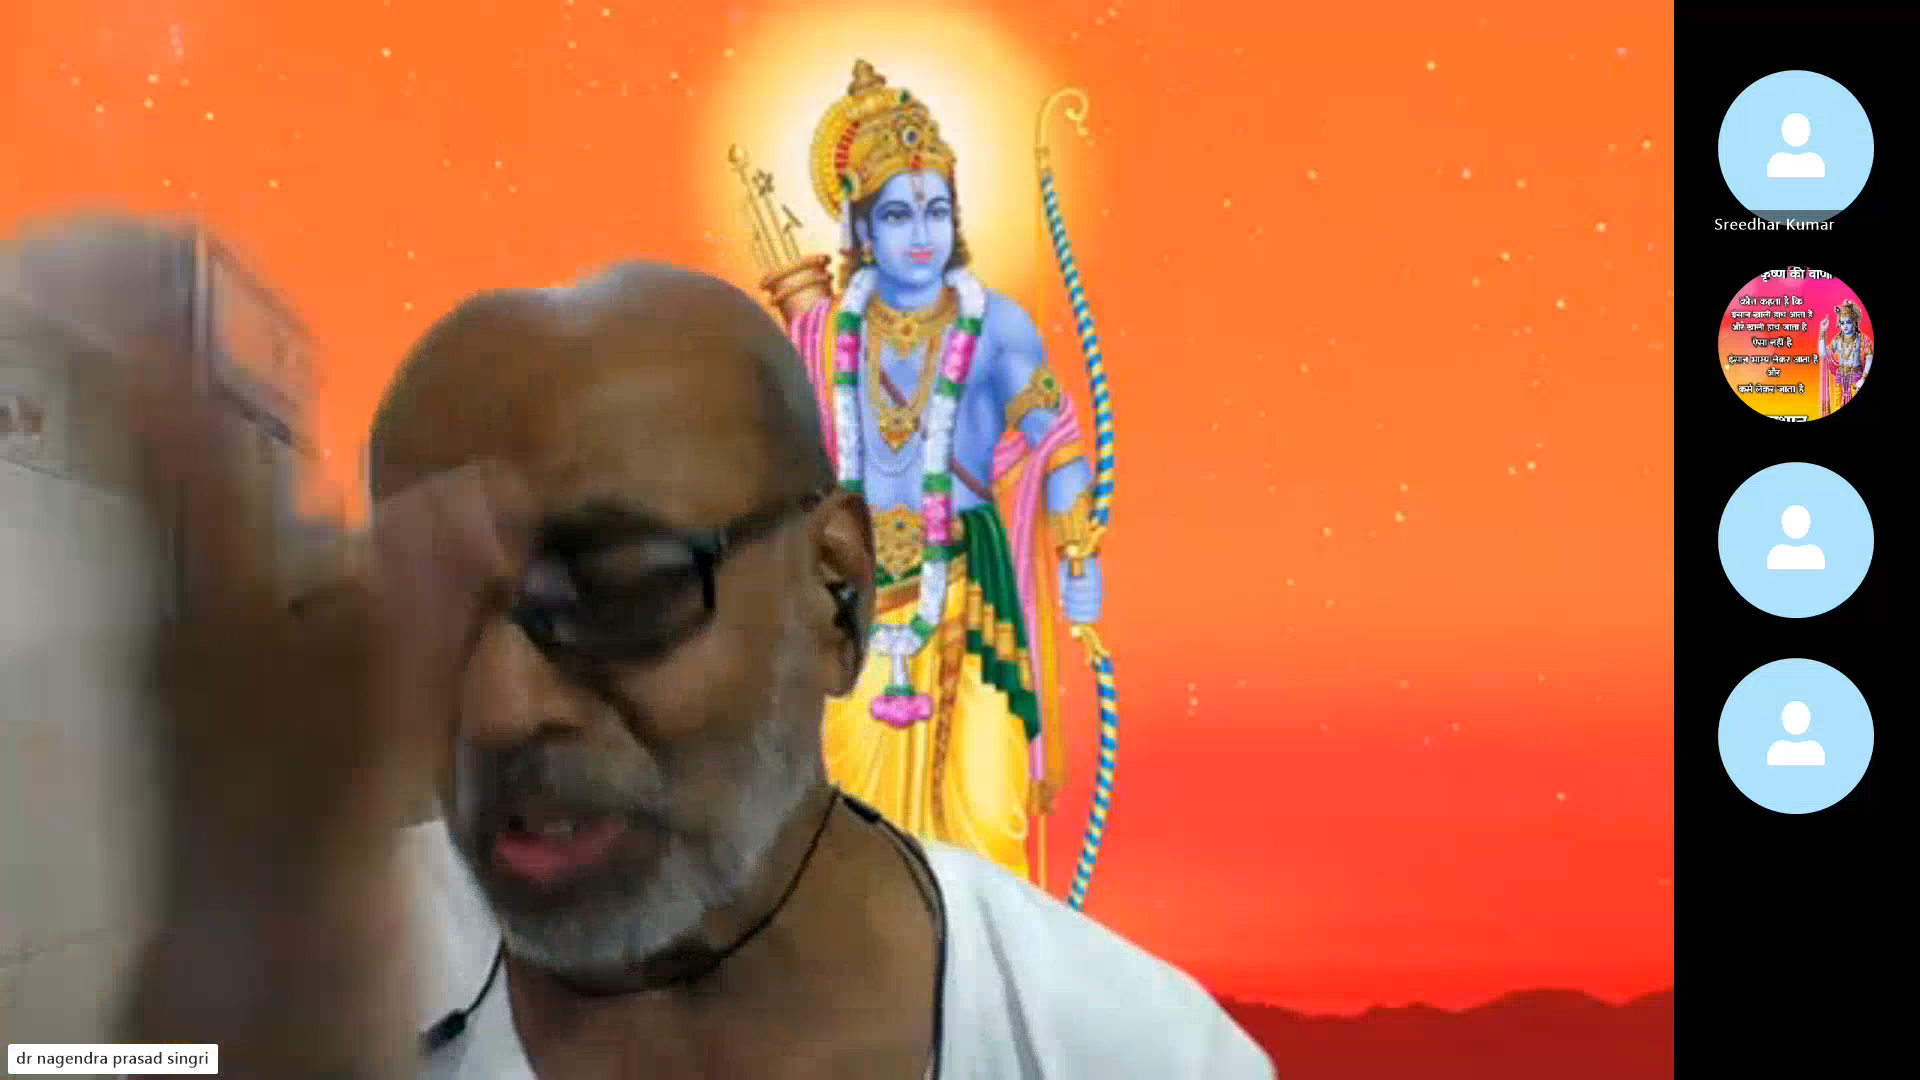 Sreedhar Kumar
कृष्ण की वाणी
कौन कहता है कि
इंसान खाली हाथ आता है
और खाली हाथ जाता है
ऐसा नही है
इंसान भाग्य लेकर आता है
और
कर्म लेकर जाता है
dr nagendra prasad singri